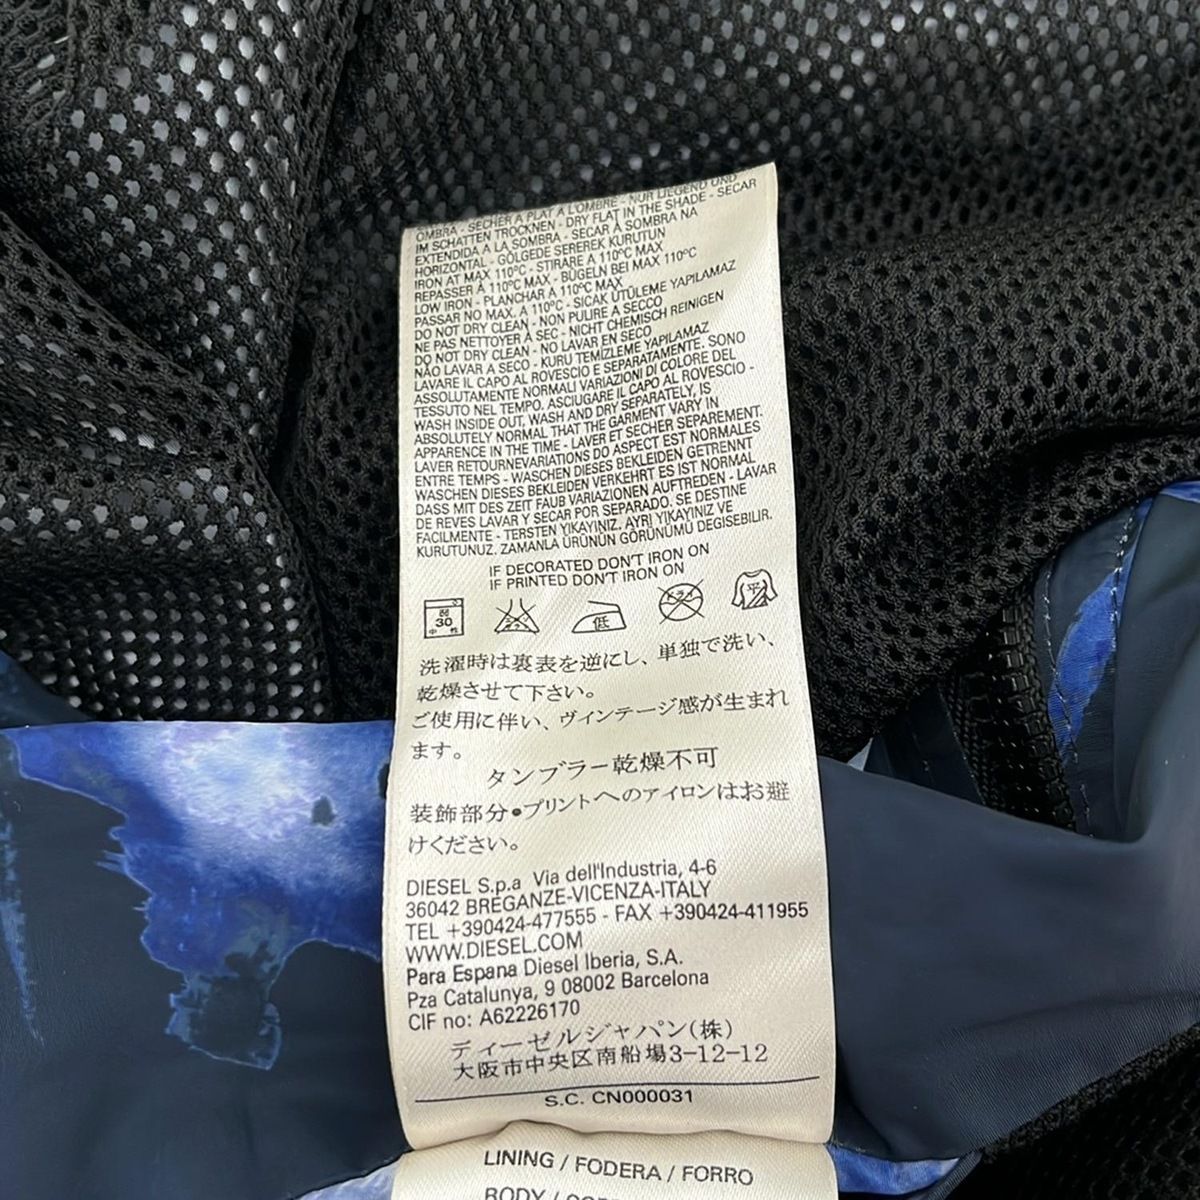 OMBRA - SECHER A PLAT A L'OMBRE - NUR LIEGEND UND
IM SCHATTEN TROCKNEN - DRY FLAT IN THE SHADE - SECAR
EXTENDIDA A LA SOMBRA - SECAR À SOMBRA NA
HORIZONTAL - GÖLGEDE SEREREK KURUTUN
IRON AT MAX 110°C - STIRARE A 110°C MAX
REPASSER À 110°C MAX - BÜGELN BEI MAX 110°C
LOW IRON - PLANCHAR A 110°C MAX
PASSAR NO MAX. A 110°C - SICAK ÜTÜLEME YAPILAMAZ
DO NOT DRY CLEAN - NON PULIRE A SECCO
NE PAS NETTOYER À SEC - NICHT CHEMISCH REINIGEN
DO NOT DRY CLEAN - NO LAVAR EN SECO
NÃO LAVAR A SECO - KURU TEMIZLEME YAPILAMAZ
LAVARE IL CAPO AL ROVESCIO E SEPARATAMENTE. SONO
ASSOLUTAMENTE NORMALI VARIAZIONI DI COLORE DEL
TESSUTO NEL TEMPO. ASCIUGARE IL CAPO AL ROVESCIO -
WASH INSIDE OUT, WASH AND DRY SEPARATELY, IS
ABSOLUTELY NORMAL THAT THE GARMENT VARY IN
APPARENCE IN THE TIME - LAVER ET SECHER SEPAREMENT.
LAVER RETOURNEVARIATIONS DO ASPECT EST NORMALES
ENTRE TEMPS - WASCHEN DIESES BEKLEIDEN GETRENNT
WASCHEN DIESES BEKLEIDEN VERKEHRT ES IST NORMAL
DASS MIT DES ZEIT FAUB VARIAZIONEN AUFTREDEN - LAVAR
DE REVES LAVAR Y SECAR POR SEPARADO. SE DESTINE
FACILMENTE - TERSTEN YIKAYINIZ. AYRI YIKAYINIZ VE
KURUTUNUZ. ZAMANLA ÜRÜNÜN GÖRÜNÜMÜ DEGISEBILIR.
IF DECORATED DON'T IRON ON
IF PRINTED DON'T IRON ON
弱
30
中 性
エンソ
サラシ
低
ドライ
平
洗濯時は裏表を逆にし、単独で洗い、
乾燥させて下さい。
ご使用に伴い、ヴィンテージ感が生まれ
ます。
タンブラー乾燥不可
装飾部分●プリントへのアイロンはお避
けください。
DIESEL S.p.a Via dell'Industria, 4-6
36042 BREGANZE-VICENZA-ITALY
TEL +390424-477555 - FAX +390424-411955
WWW.DIESEL.COM
Para Espana Diesel Iberia, S.A.
Pza Catalunya, 9 08002 Barcelona
CIF no: A62226170
ディーゼルジャパン(株)
大阪市中央区南船場3-12-12
S.C. CN000031
LINING / FODERA / FORRO
BODY /